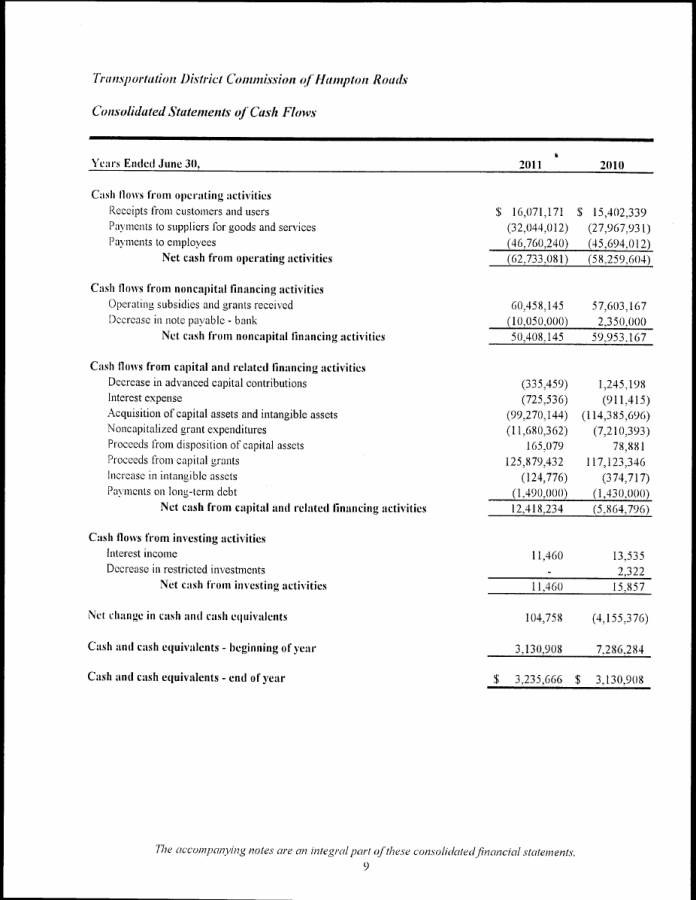 Transportation District Commission of Hampton Roads
Consolidated Statements of Cash Flows
Years Ended June 30, 2011 2010
Cash flows from operating activities
Receipts from customers and users $ 16,071,171 $ 15,402,339
Payments to suppliers for goods and services (32,044,012) (27,967,931)
Payments to employees (46,760,240) (45,694,012)
Net cash from operating activities (62,733,081) (58,259,604)
Cash flows from noncapital financing activities
Operating subsidies and grants received 60,458,145 57,603,167
Decrease in note payable - bank (10,050,000) 2,350,000
Net cash from noncapital financing activities 50,408,145 59,953,167
Cash flows from capital and related financing activities
Decrease in advanced capital contributions (335,459) 1,245,198
Interest expense (725,536) (911,415)
Acquisition of capital assets and intangible assets (99,270,144) (114,385,696)
Noncapitalized grant expenditures (11,680,362) (7,210,393)
Proceeds from disposition of capital assets 165,079 78,881
Proceeds from capital grants 125,879,432 117,123,346
Increase in intangible assets (124,776) (374,717)
Payments on long-term debt (1,490,000) (1,430,000)
Net cash from capital and related financing activities 12,418,234 (5,864,796)
Cash flows from investing activities
Interest income 11,460 13,535
Decrease in restricted investments - 2,322
Net cash from investing activities 11,460 15,857
Net change in cash and cash equivalents 104,758 (4,155,376)
Cash and cash equivalents - beginning of year 3,130,908 7,286,284
Cash and cash equivalents - end of year $ 3,235,666 $ 3,130,908
The accompanying notes are an integral part of these consolidated financial statements.
9